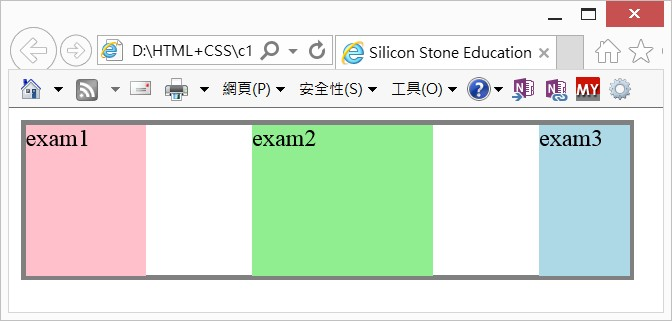 D:\HTML+CSS\c1
Silicon Stone Education
網頁(P) 安全性(S) 工具(O) ? N N MY
exam1 exam2 exam3